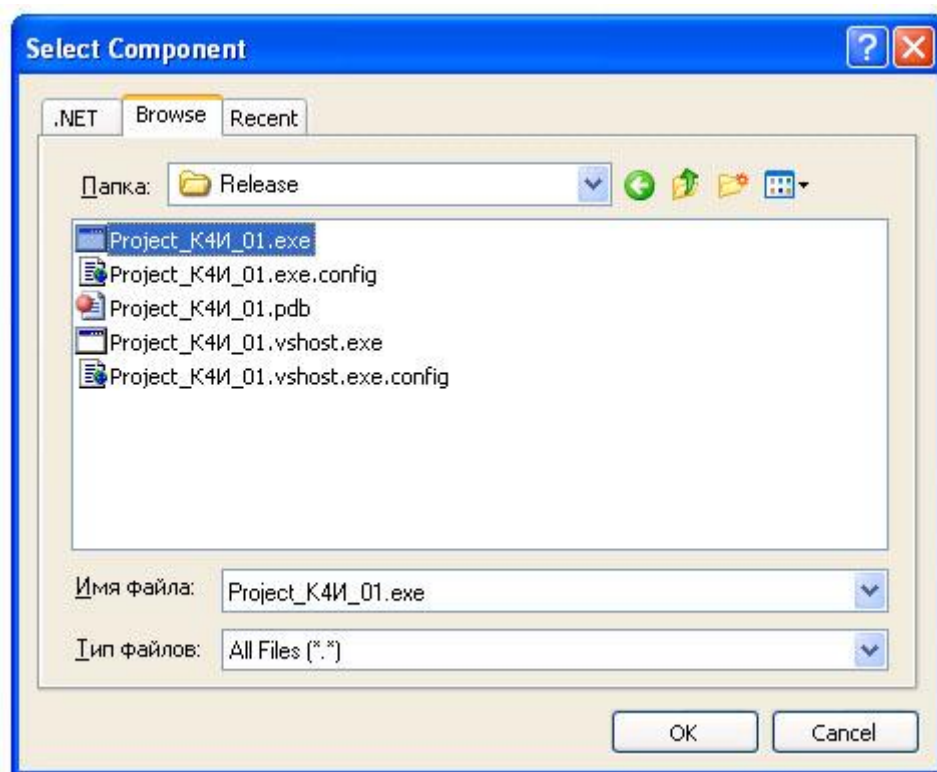 Select Component
.NET Browse Recent
Папка: Release
Project_К4И_01.exe
Project_К4И_01.exe.config
Project_К4И_01.pdb
Project_К4И_01.vshost.exe
Project_К4И_01.vshost.exe.config
Имя файла: Project_К4И_01.exe
Тип файлов: All Files (*.*)
OK Cancel